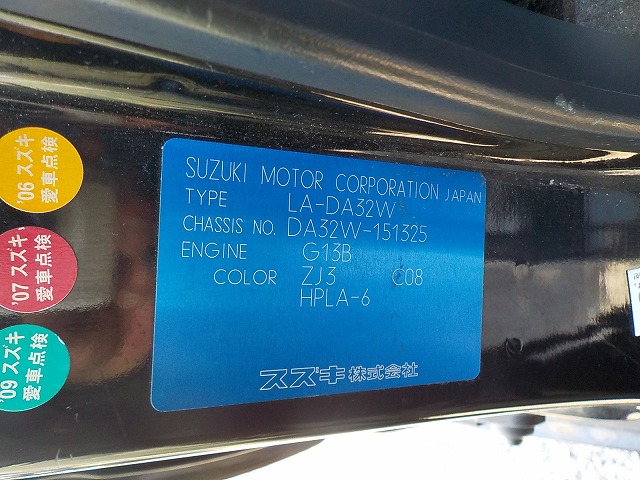 SUZUKI MOTOR CORPORATION JAPAN
TYPE LA-DA32W
CHASSIS NO. DA32W-151325
ENGINE G13B
COLOR ZJ3 C08
HPLA-6
スズキ株式会社
'06 スズキ
愛車点検
'07 スズキ
愛車点検
'09 スズキ
愛車点検